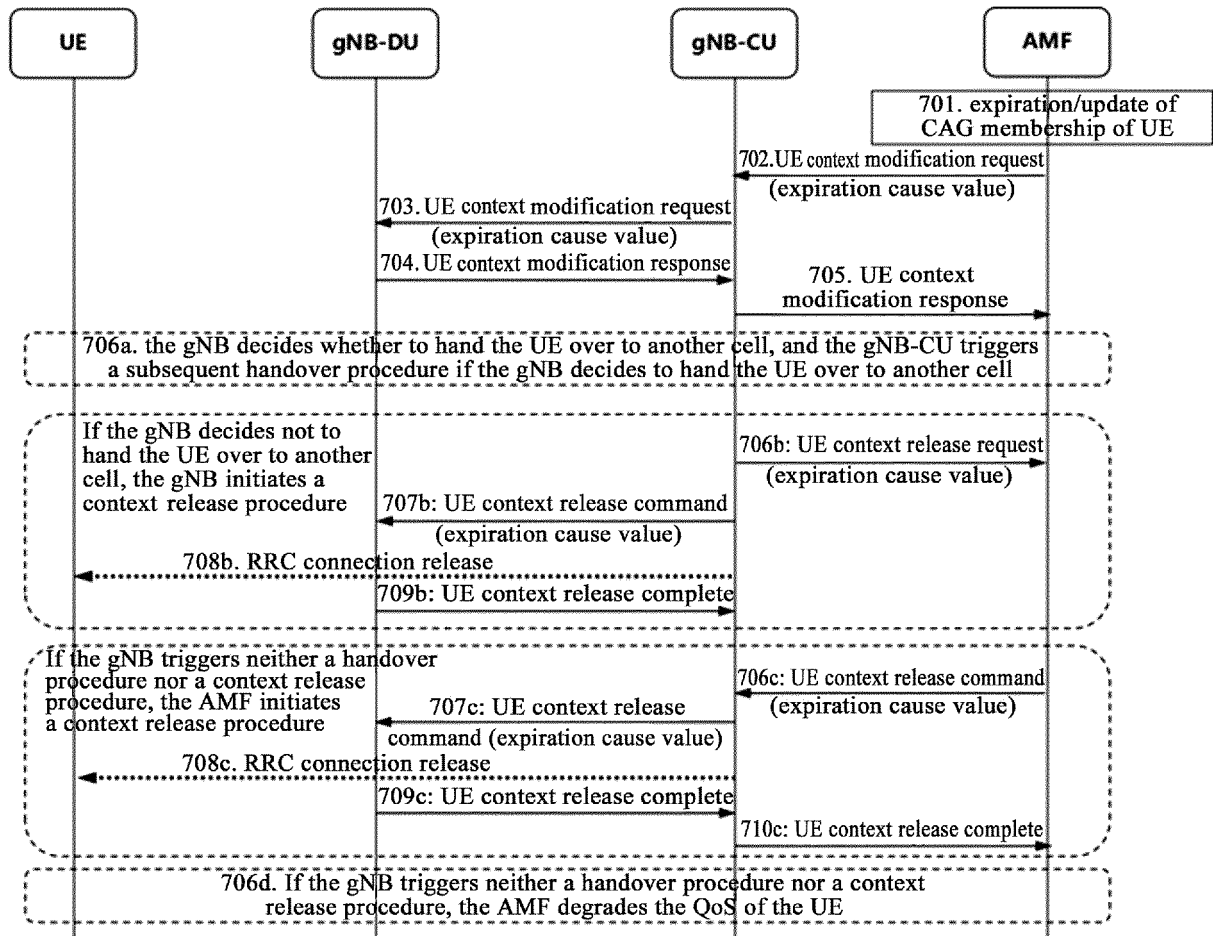 UE
gNB-DU
gNB-CU
AMF
701. expiration/update of
CAG membership of UE
702.UE context modification request
(expiration cause value)
703. UE context modification request
(expiration cause value)
704. UE context modification response
705. UE context
modification response
706a. the gNB decides whether to hand the UE over to another cell, and the gNB-CU triggers
a subsequent handover procedure if the gNB decides to hand the UE over to another cell
If the gNB decides not to
hand the UE over to another
cell, the gNB initiates a
context release procedure
706b: UE context release request
(expiration cause value)
707b: UE context release command
(expiration cause value)
708b. RRC connection release
709b: UE context release complete
If the gNB triggers neither a handover
procedure nor a context release
procedure, the AMF initiates
a context release procedure
706c: UE context release command
(expiration cause value)
707c: UE context release
command (expiration cause value)
708c. RRC connection release
709c: UE context release complete
710c: UE context release complete
706d. If the gNB triggers neither a handover procedure nor a context
release procedure, the AMF degrades the QoS of the UE